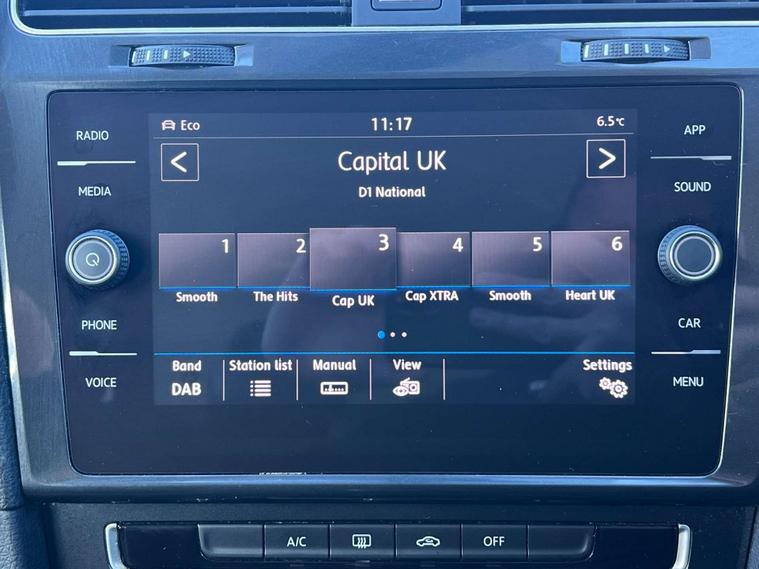 RADIO
MEDIA
PHONE
VOICE
Eco 11:17 6.5°C
< Capital UK >
D1 National
1 2 3 4 5 6
Smooth The Hits Cap UK Cap XTRA Smooth Heart UK
Band Station list Manual View Settings
DAB
APP
SOUND
CAR
MENU
A/C OFF